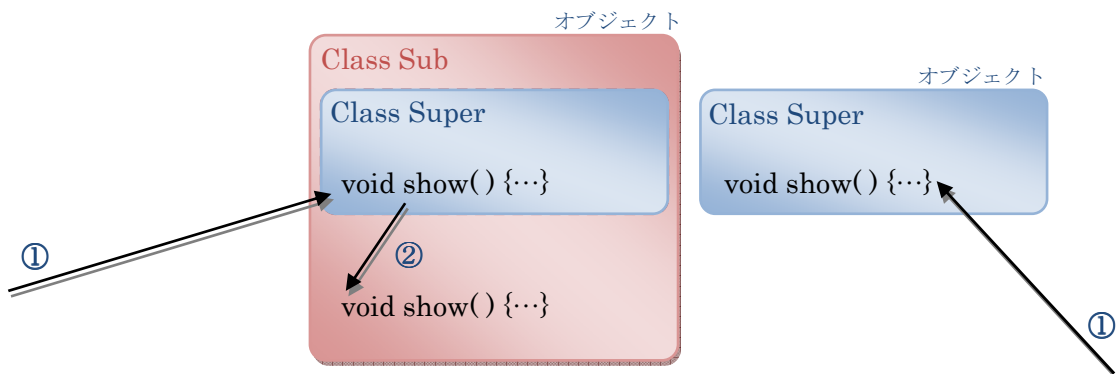 オブジェクト
Class Sub
Class Super
void show( ) {…}
①
②
void show( ) {…}
オブジェクト
Class Super
void show( ) {…}
①